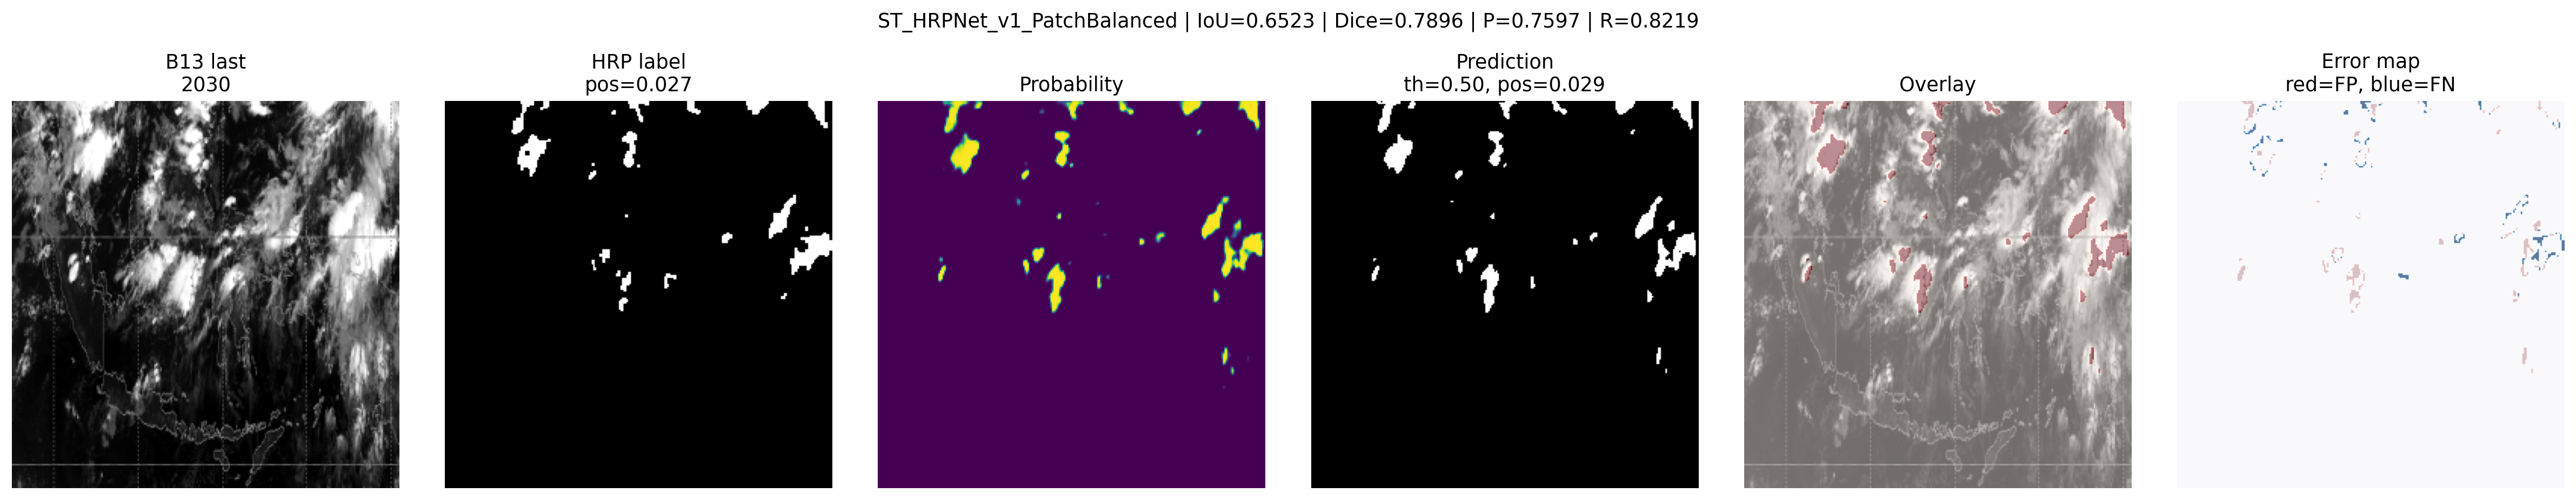 ST_HRPNet_v1_PatchBalanced | IoU=0.6523 | Dice=0.7896 | P=0.7597 | R=0.8219
B13 last
2030
HRP label
pos=0.027
Probability
Prediction
th=0.50, pos=0.029
Overlay
Error map
red=FP, blue=FN